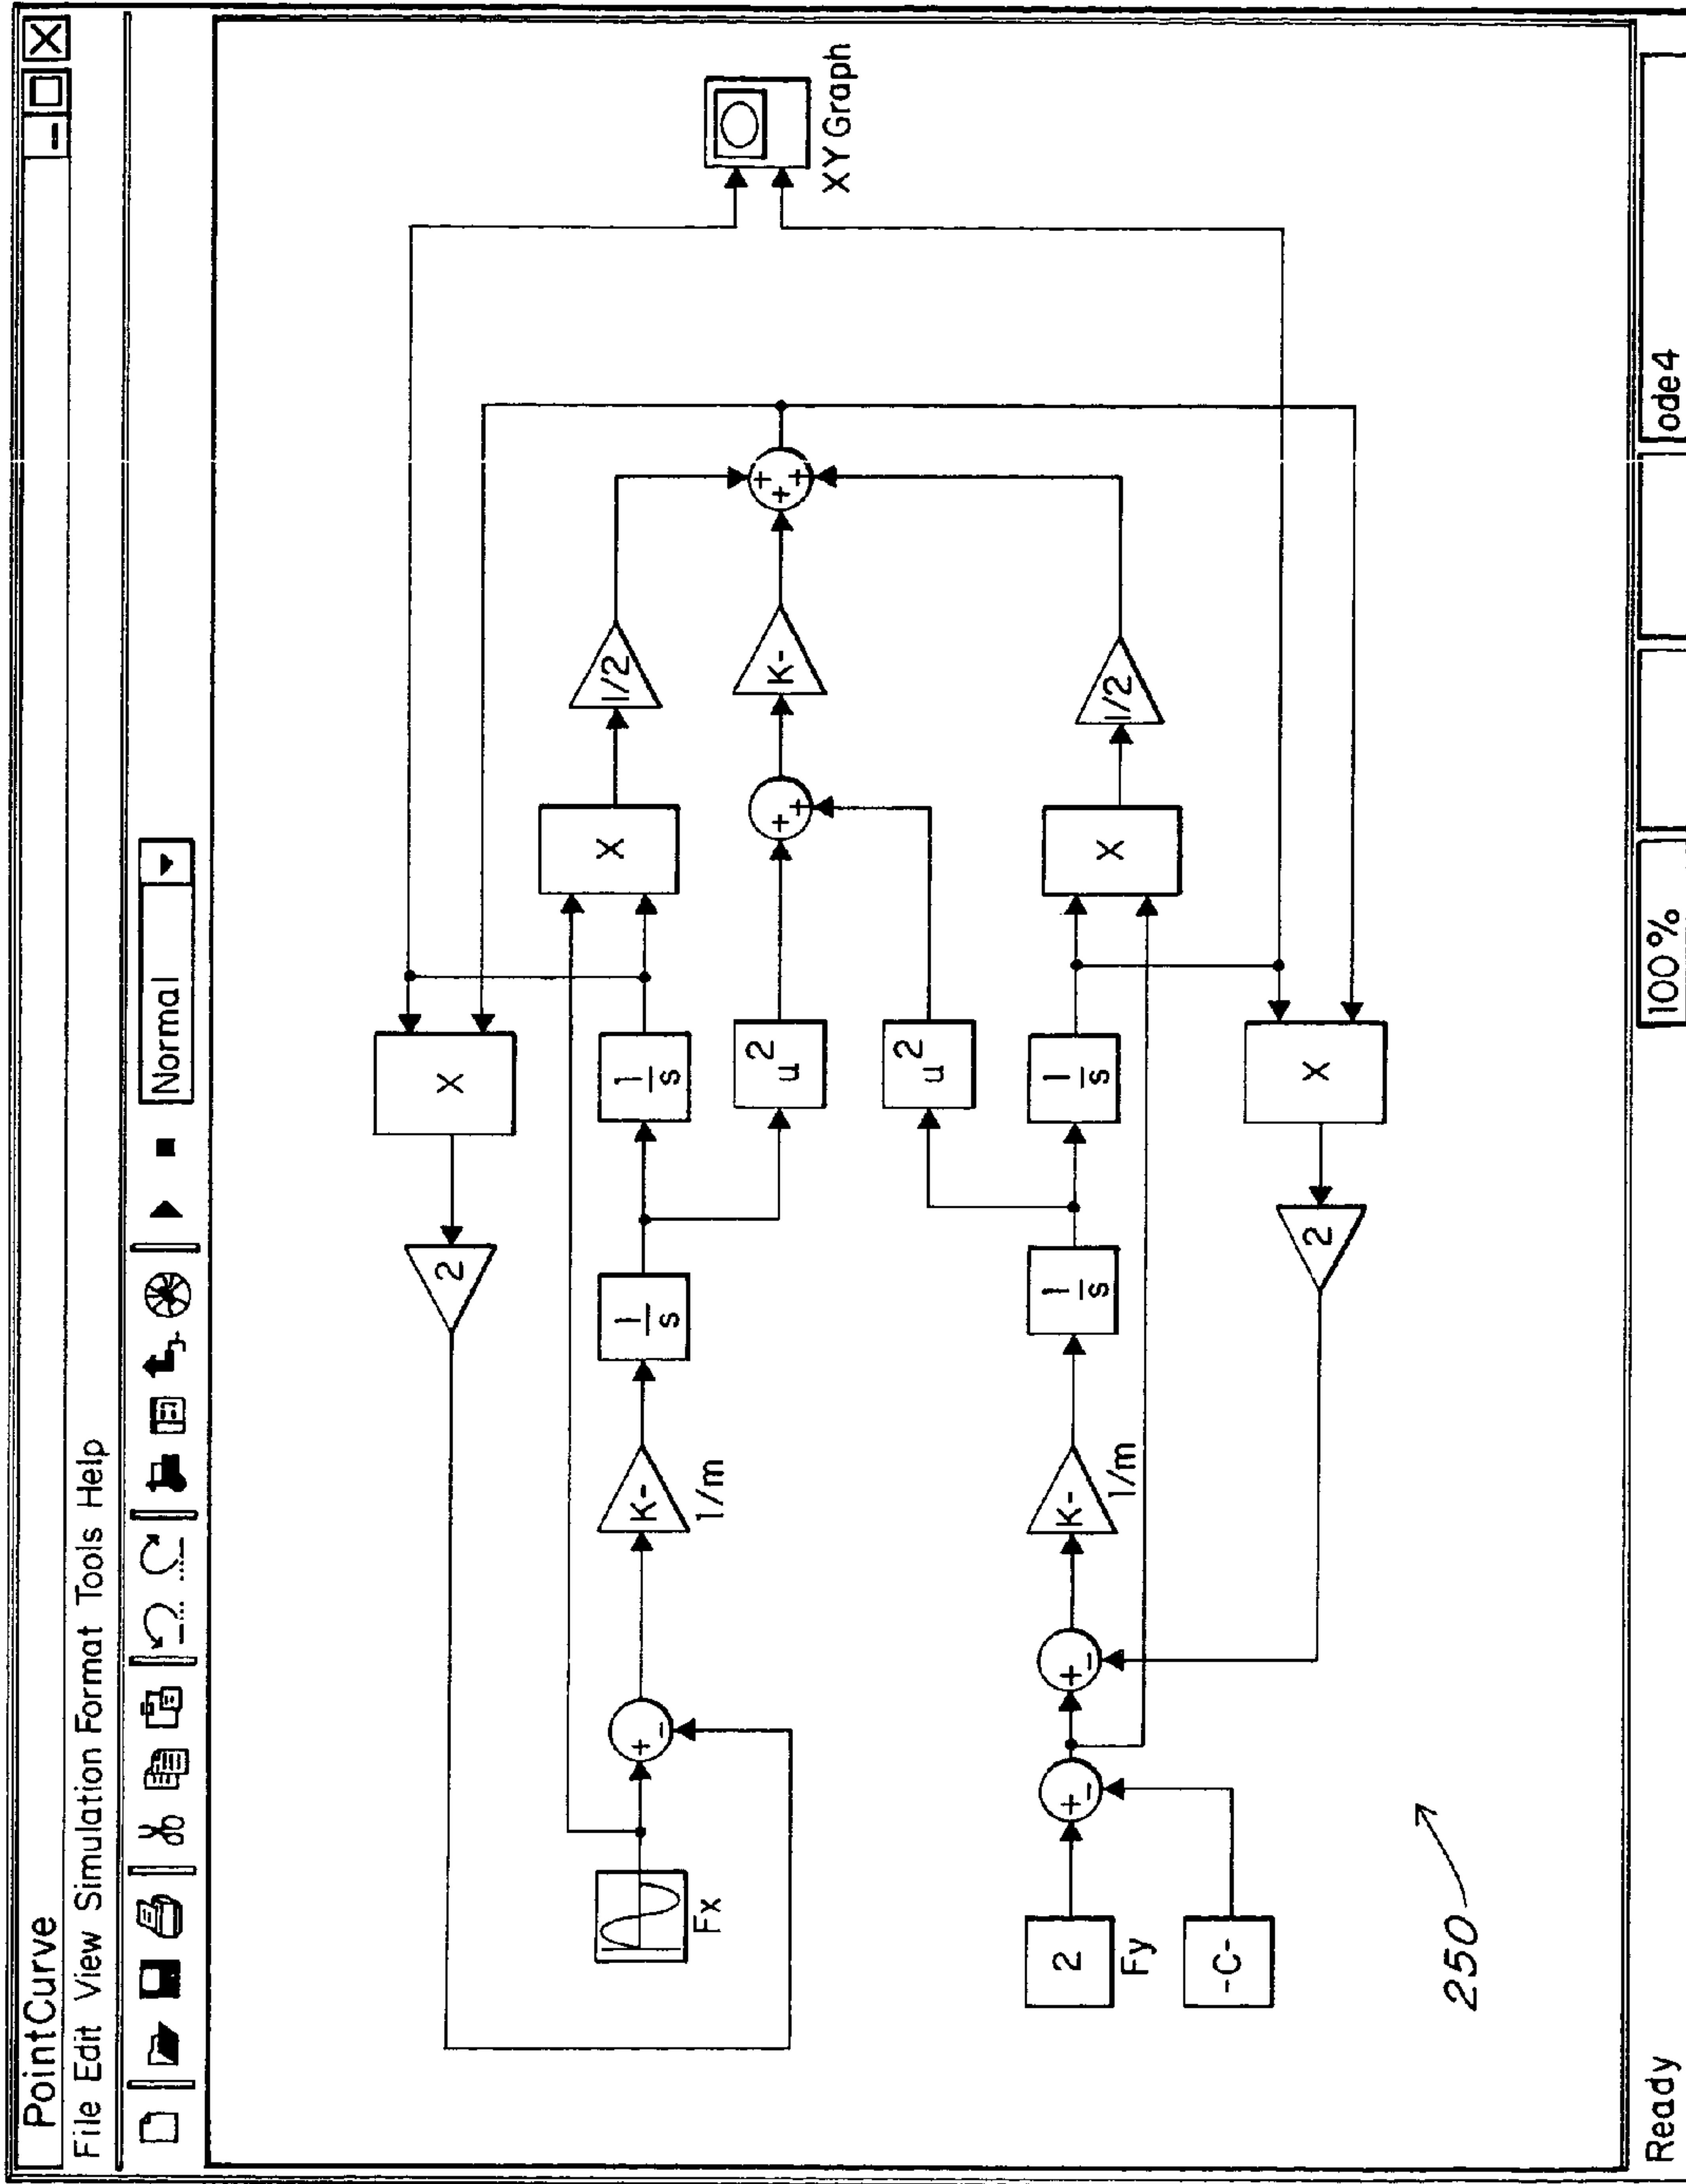 PointCurve
File Edit View Simulation Format Tools Help
Normal
X
2
X
1/2
Fx
+
-
K-
1/m
1/s
1/s
u²
+
+
K-
+
+
+
XY Graph
u²
2
Fy
-C-
+
-
+
-
K-
1/m
1/s
1/s
X
1/2
X
2
250
Ready
100%
ode4